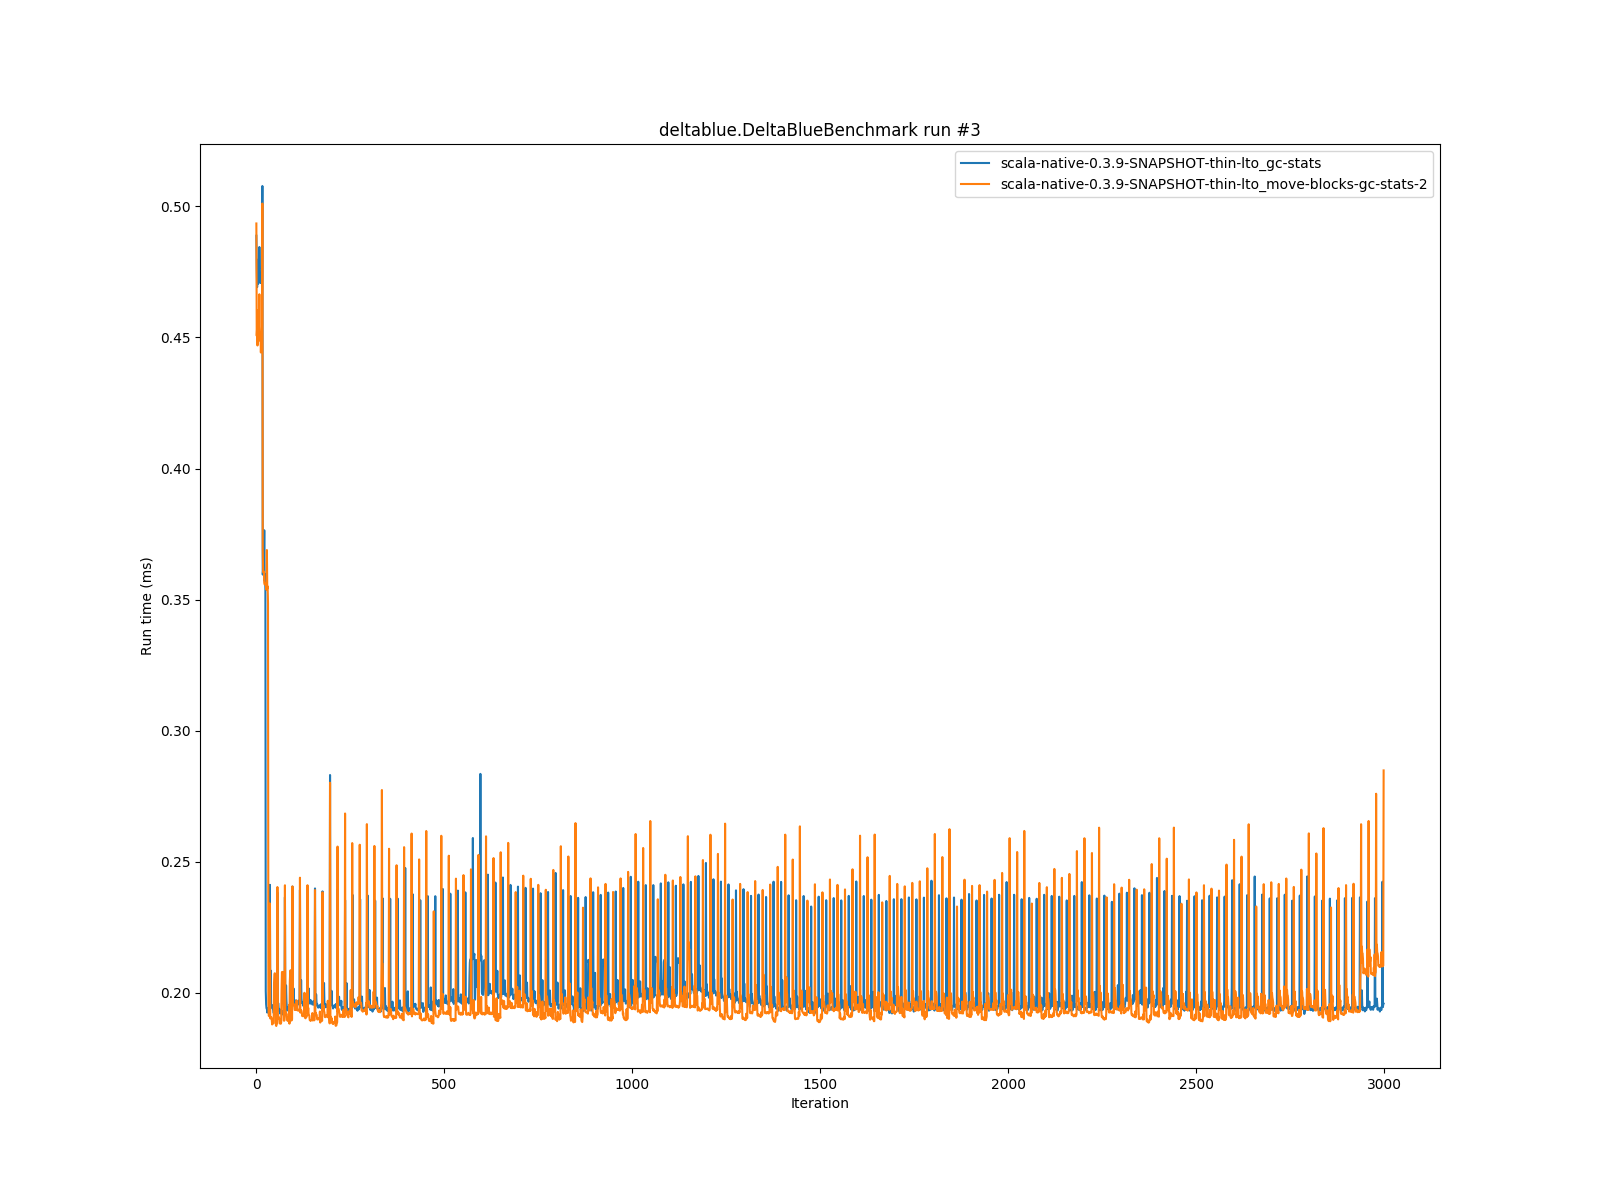 deltablue.DeltaBlueBenchmark run #3
scala-native-0.3.9-SNAPSHOT-thin-lto_gc-stats
scala-native-0.3.9-SNAPSHOT-thin-lto_move-blocks-gc-stats-2
0.50
0.45
0.40
0.35
0.30
0.25
0.20
Run time (ms)
0 500 1000 1500 2000 2500 3000
Iteration